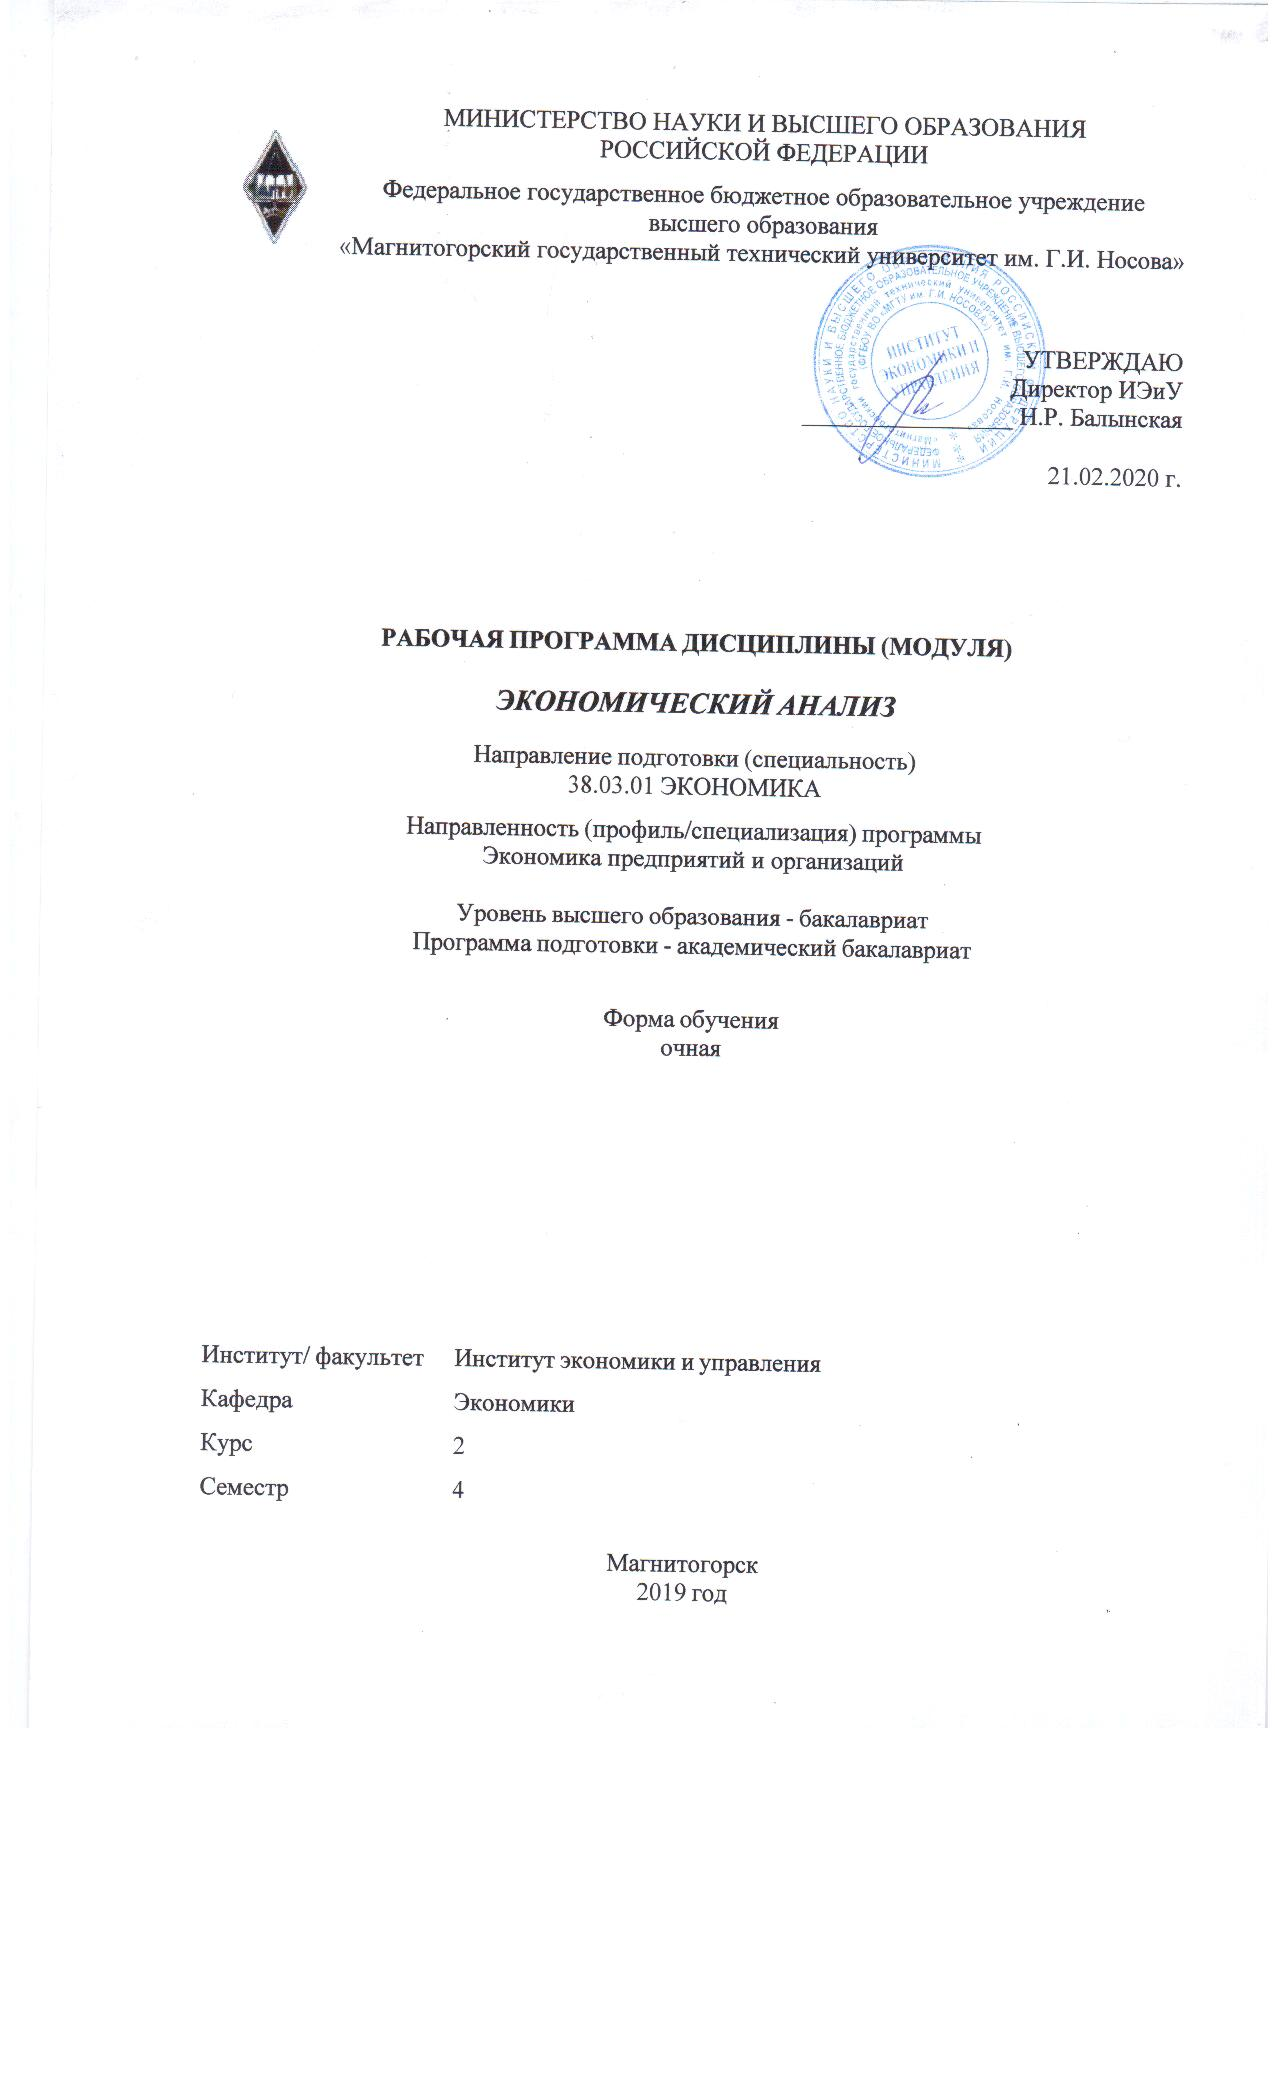 МИНИСТЕРСТВО НАУКИ И ВЫСШЕГО ОБРАЗОВАНИЯ
РОССИЙСКОЙ ФЕДЕРАЦИИ
Федеральное государственное бюджетное образовательное учреждение
высшего образования
«Магнитогорский государственный технический университет им. Г.И. Носова»
ИНСТИТУТ
ЭКОНОМИКИ И
УПРАВЛЕНИЯ
УТВЕРЖДАЮ
Директор ИЭиУ
Н.Р. Балынская
21.02.2020 г.
РАБОЧАЯ ПРОГРАММА ДИСЦИПЛИНЫ (МОДУЛЯ)
ЭКОНОМИЧЕСКИЙ АНАЛИЗ
Направление подготовки (специальность)
38.03.01 ЭКОНОМИКА
Направленность (профиль/специализация) программы
Экономика предприятий и организаций
Уровень высшего образования - бакалавриат
Программа подготовки - академический бакалавриат
Форма обучения
очная
Институт/ факультет Институт экономики и управления
Кафедра Экономики
Курс 2
Семестр 4
Магнитогорск
2019 год